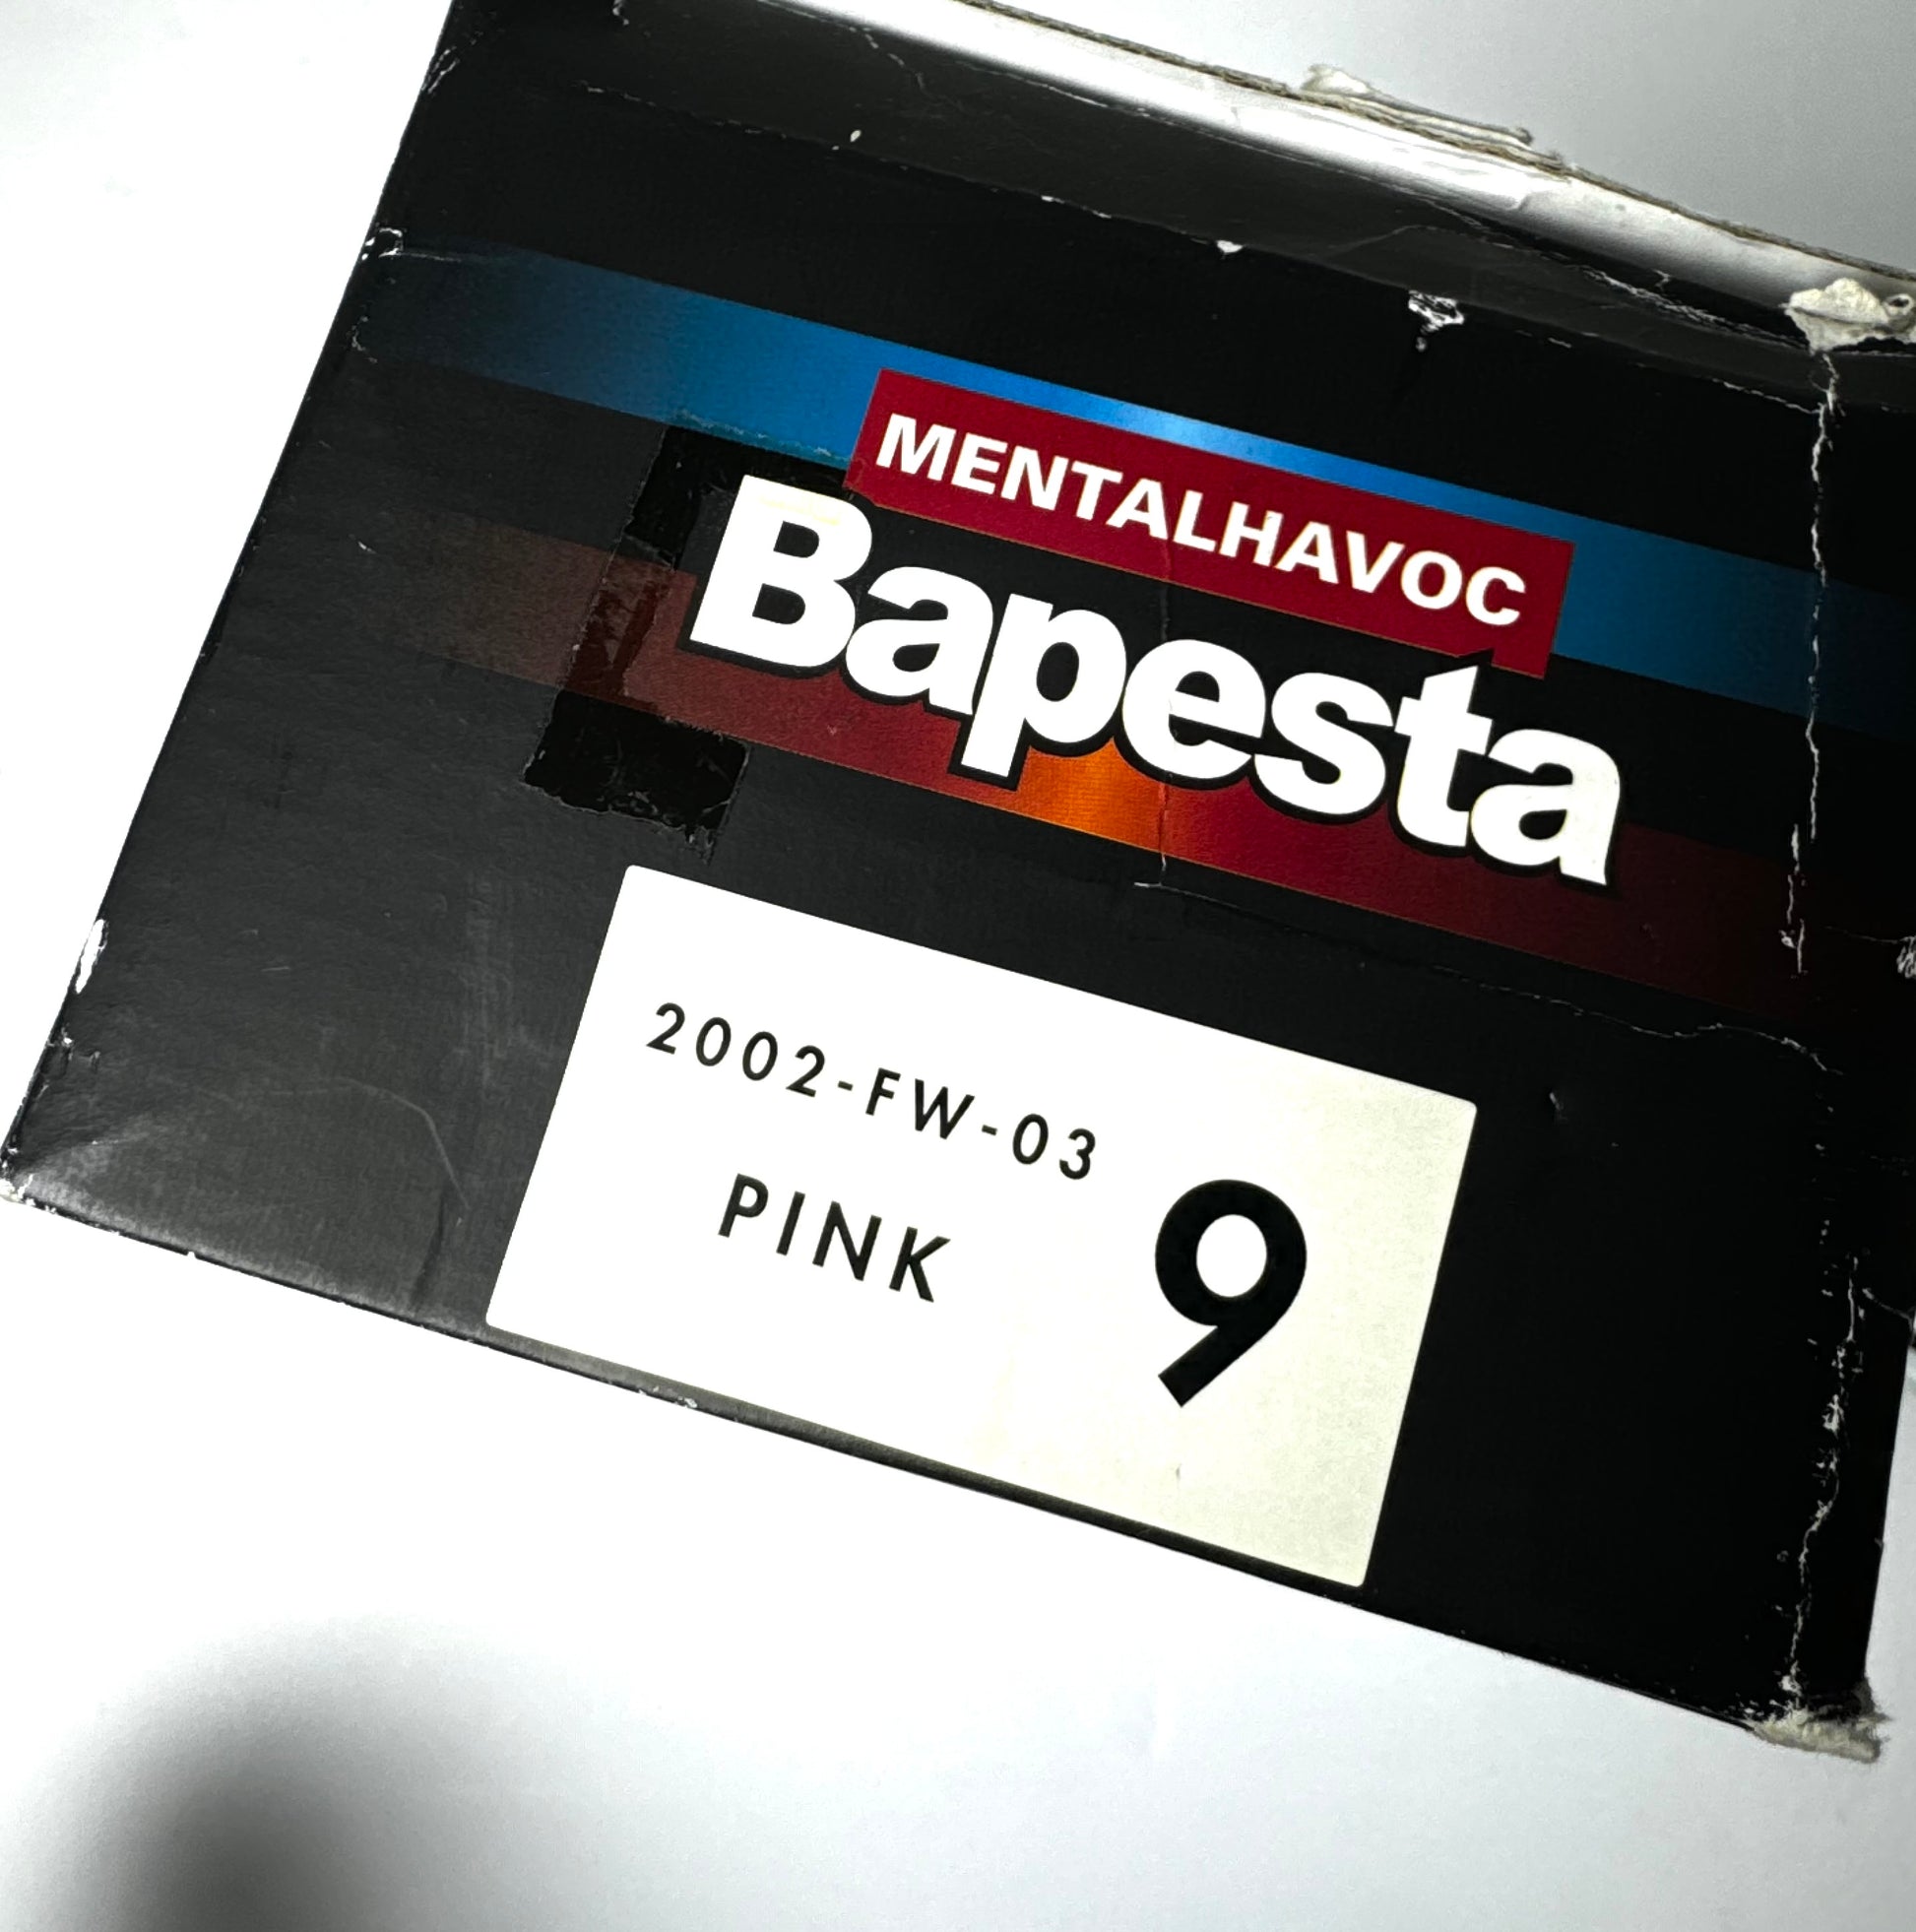 MENTALHAVOC
Bapesta
2002-FW-03
PINK
9